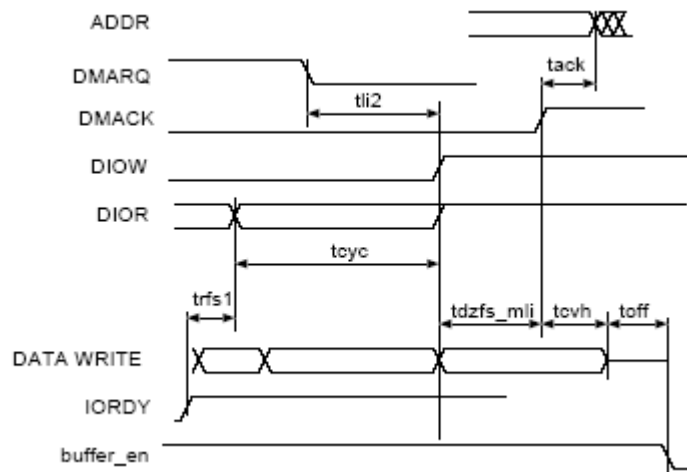 ADDR
DMARQ
tack
tli2
DMACK
DIOW
DIOR
tcyc
trfs1
tdzfs_mli
tcvh
toff
DATA WRITE
IORDY
buffer_en